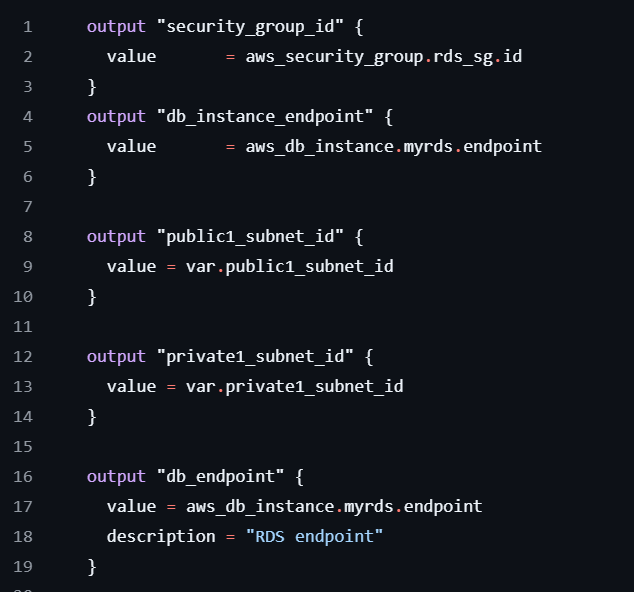 1 output "security_group_id" {
2   value       = aws_security_group.rds_sg.id
3 }
4 output "db_instance_endpoint" {
5   value       = aws_db_instance.myrds.endpoint
6 }
7
8 output "public1_subnet_id" {
9   value = var.public1_subnet_id
10 }
11
12 output "private1_subnet_id" {
13   value = var.private1_subnet_id
14 }
15
16 output "db_endpoint" {
17   value = aws_db_instance.myrds.endpoint
18   description = "RDS endpoint"
19 }